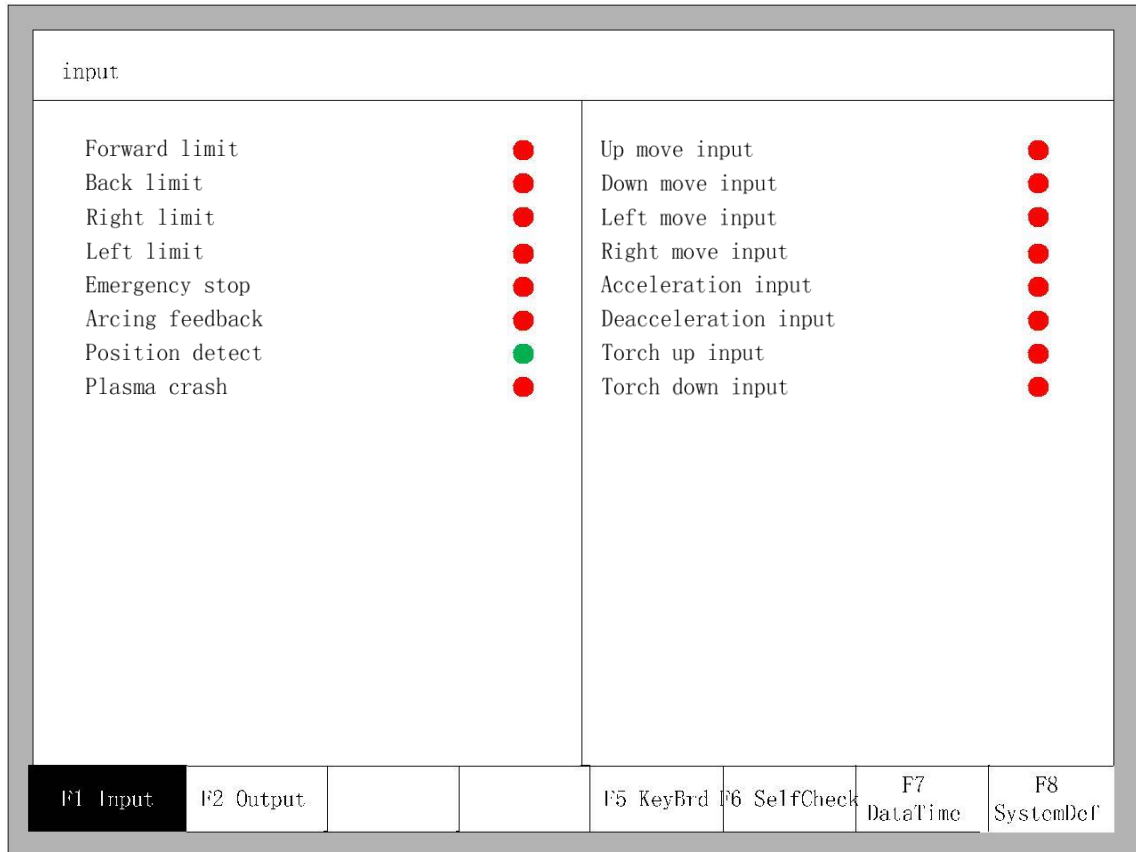 input
Forward limit
Back limit
Right limit
Left limit
Emergency stop
Arcing feedback
Position detect
Plasma crash
Up move input
Down move input
Left move input
Right move input
Acceleration input
Deacceleration input
Torch up input
Torch down input
F1 Input
F2 Output
F5 KeyBrd
F6 SelfCheck
F7
DataTime
F8
SystemDef